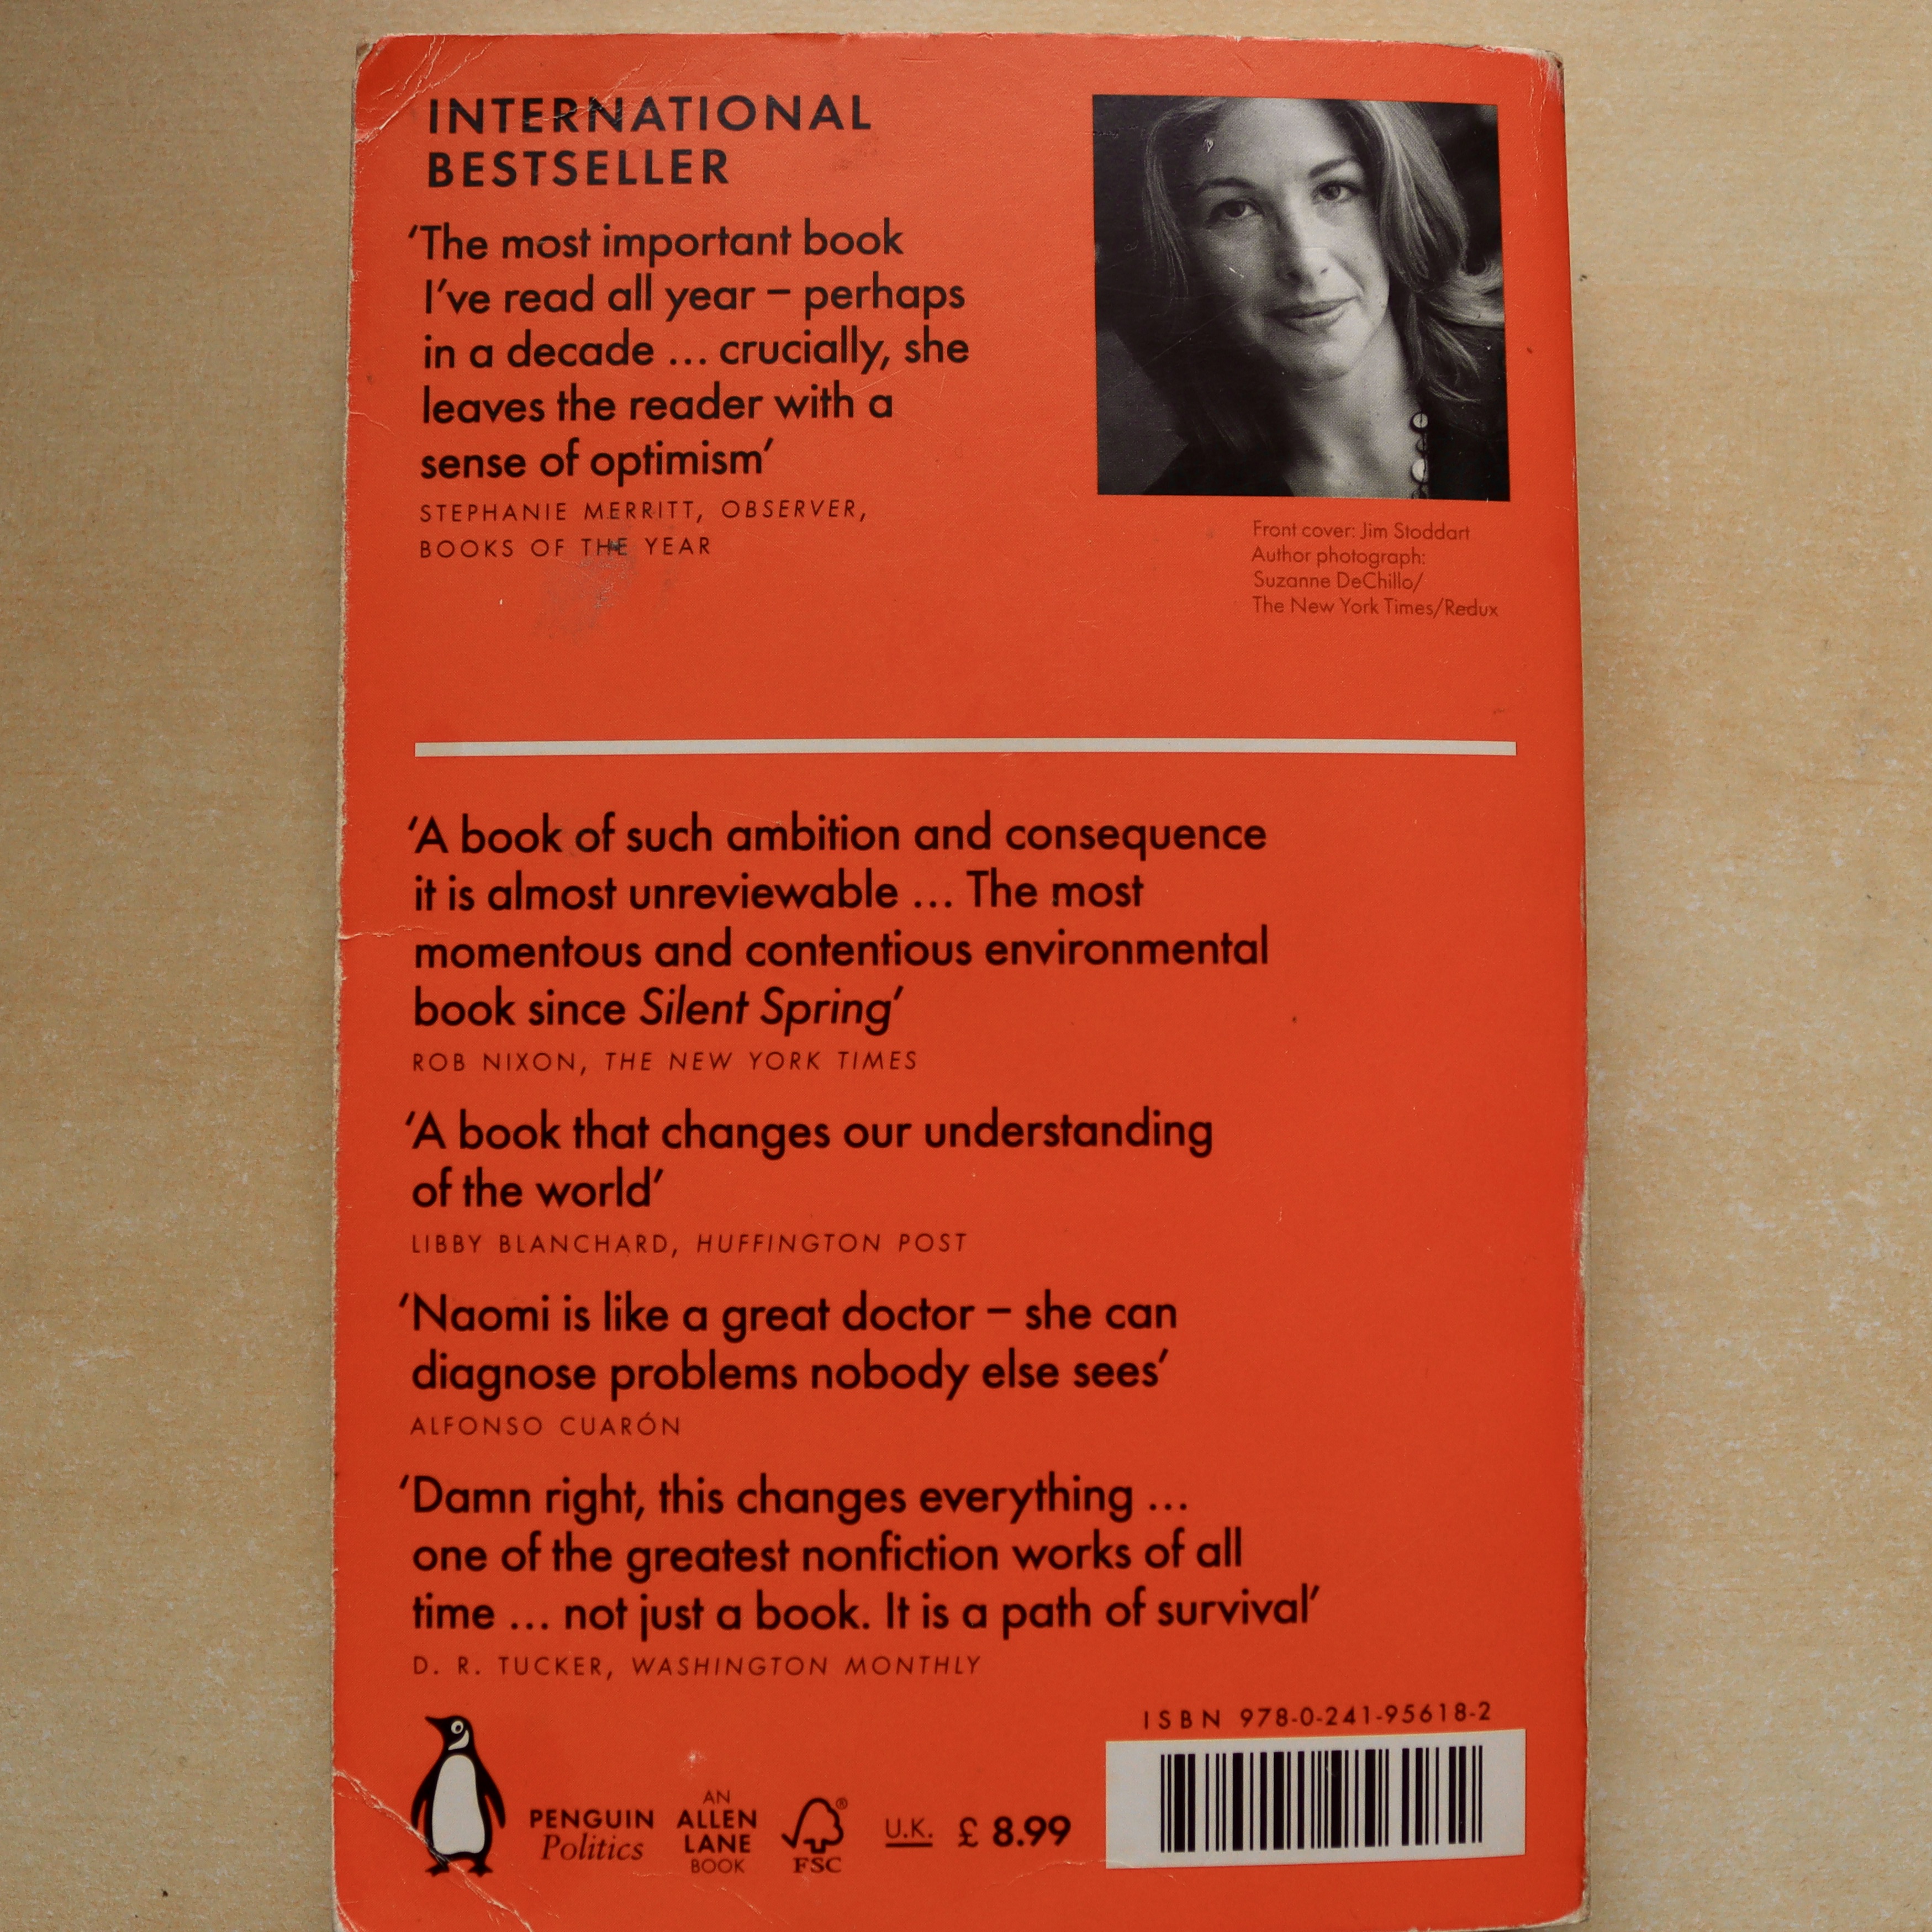 INTERNATIONAL
BESTSELLER
‘The most important book
I’ve read all year – perhaps
in a decade ... crucially, she
leaves the reader with a
sense of optimism’
STEPHANIE MERRITT, OBSERVER,
BOOKS OF THE YEAR
Front cover: Jim Stoddart
Author photograph:
Suzanne DeChillo/
The New York Times/Redux
‘A book of such ambition and consequence
it is almost unreviewable ... The most
momentous and contentious environmental
book since Silent Spring’
ROB NIXON, THE NEW YORK TIMES
‘A book that changes our understanding
of the world’
LIBBY BLANCHARD, HUFFINGTON POST
‘Naomi is like a great doctor – she can
diagnose problems nobody else sees’
ALFONSO CUARÓN
‘Damn right, this changes everything ...
one of the greatest nonfiction works of all
time ... not just a book. It is a path of survival’
D. R. TUCKER, WASHINGTON MONTHLY
PENGUIN
Politics
AN
ALLEN
LANE
BOOK
®
FSC
U.K. £ 8.99
ISBN 978-0-241-95618-2